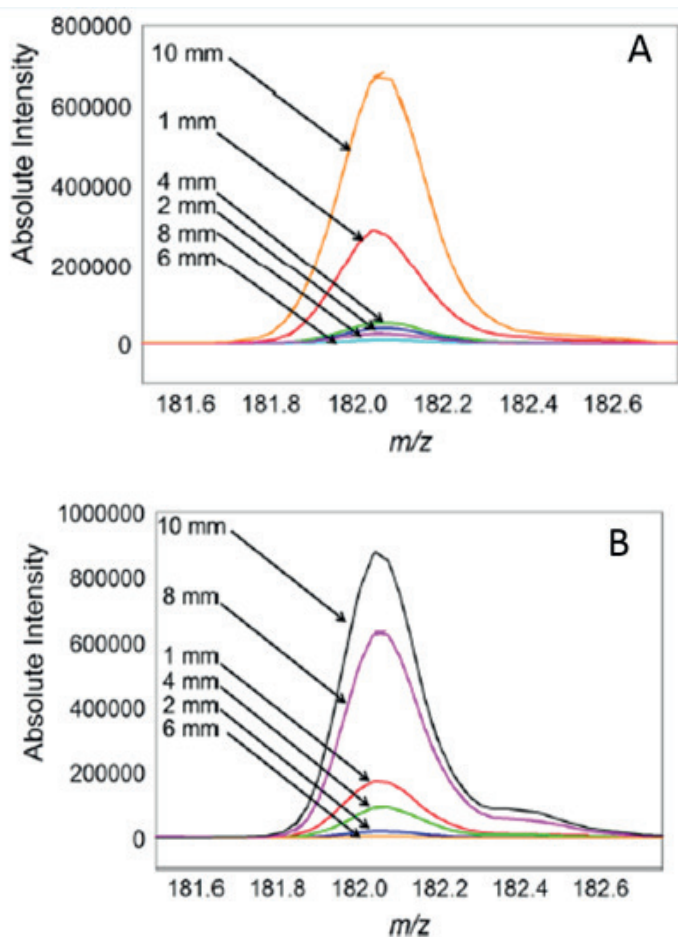 A
800000
10 mm
600000
1 mm
400000
4 mm
2 mm
200000
8 mm
6 mm
0
Absolute Intensity
181.6 181.8 182.0 182.2 182.4 182.6
m/z
B
1000000
10 mm
800000
8 mm
600000
1 mm
400000
4 mm
2 mm
200000
6 mm
0
Absolute Intensity
181.6 181.8 182.0 182.2 182.4 182.6
m/z